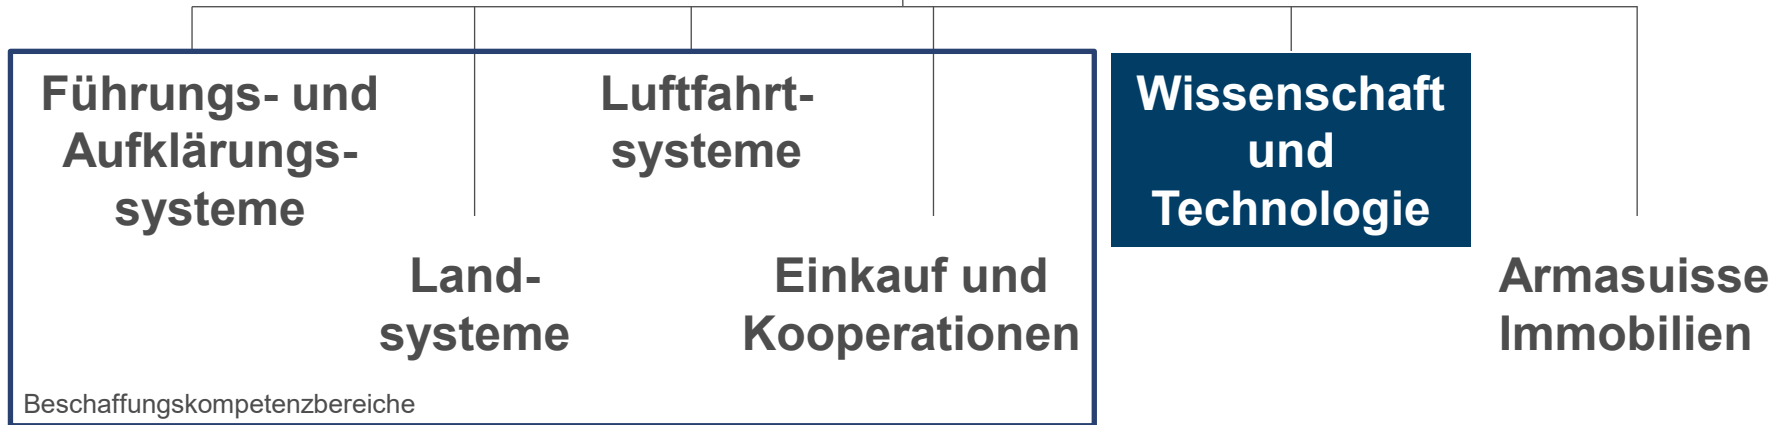 Führungs- und
Aufklärungs-
systeme
Land-
systeme
Luftfahrt-
systeme
Einkauf und
Kooperationen
Beschaffungskompetenzbereiche
Wissenschaft
und
Technologie
Armasuisse
Immobilien